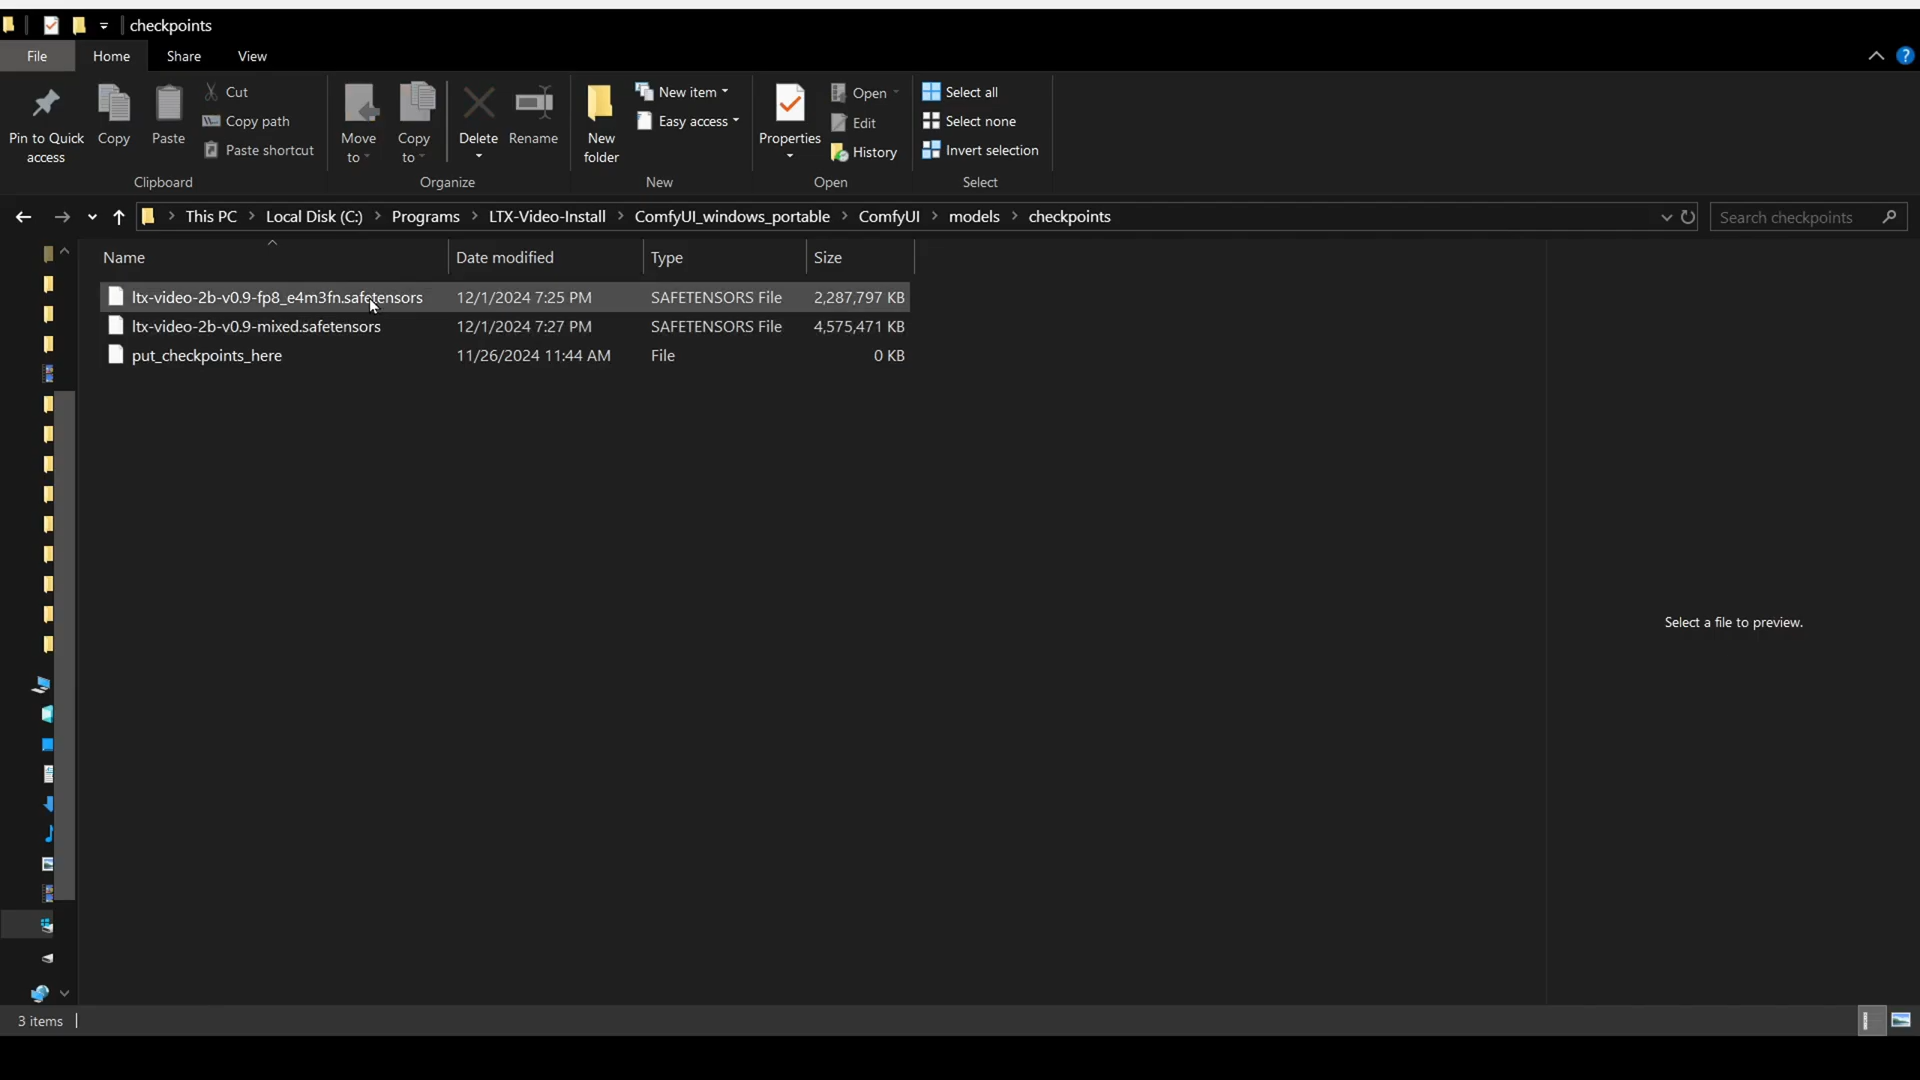 checkpoints
File Home Share View
Pin to Quick access
Copy
Paste
Cut
Copy path
Paste shortcut
Clipboard
Move to
Copy to
Delete
Rename
Organize
New folder
New item
Easy access
New
Properties
Open
Edit
History
Open
Select all
Select none
Invert selection
Select
This PC Local Disk (C:) Programs LTX-Video-Install ComfyUI_windows_portable ComfyUI models checkpoints
Search checkpoints
Name Date modified Type Size
ltx-video-2b-v0.9-fp8_e4m3fn.safetensors 12/1/2024 7:25 PM SAFETENSORS File 2,287,797 KB
ltx-video-2b-v0.9-mixed.safetensors 12/1/2024 7:27 PM SAFETENSORS File 4,575,471 KB
put_checkpoints_here 11/26/2024 11:44 AM File 0 KB
Select a file to preview.
3 items